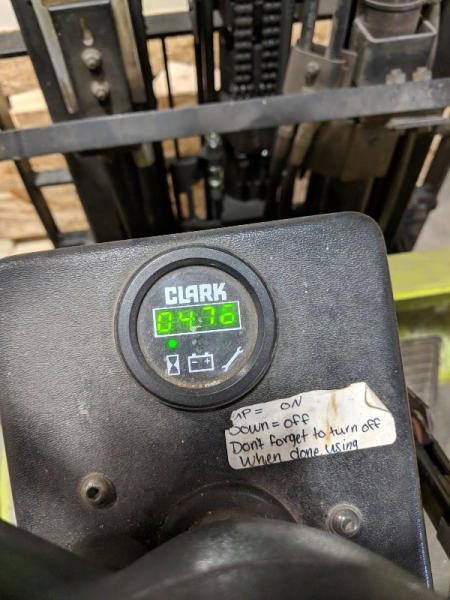 CLARK
0476
UP = ON
Down = OFF
Don't forget to turn off
When done using